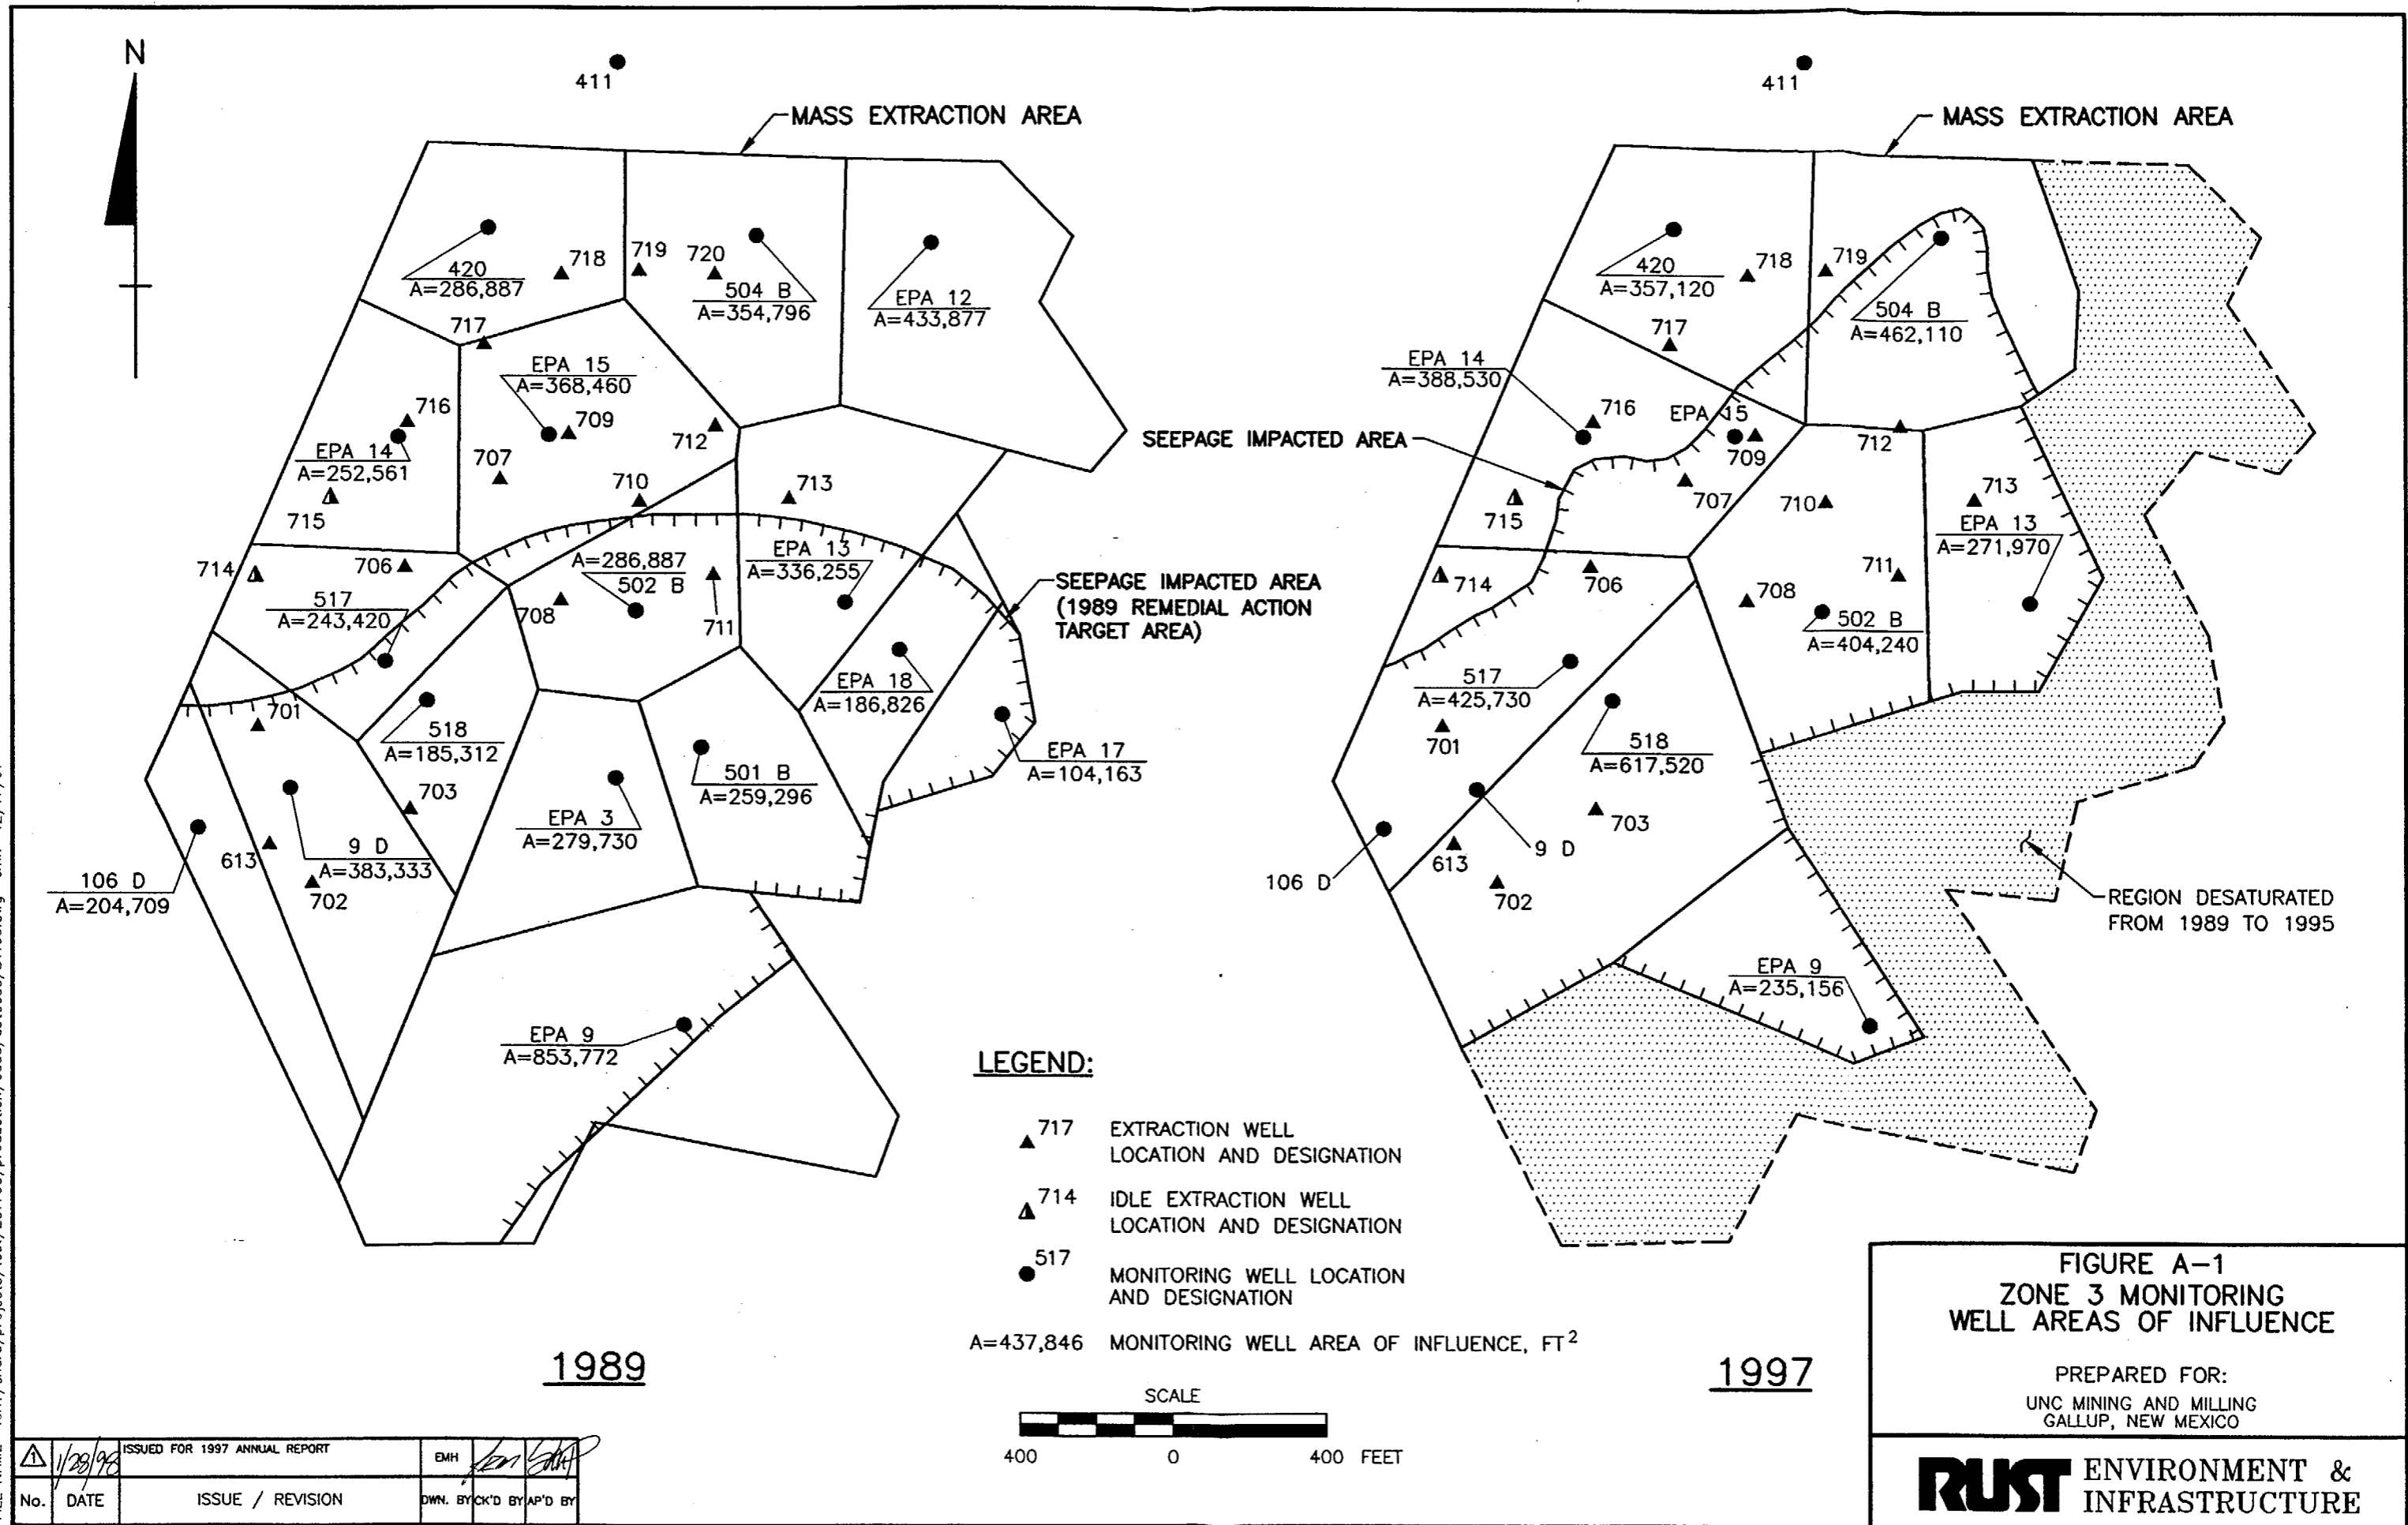 N
411
MASS EXTRACTION AREA
420
A=286,887
718
719
720
504 B
A=354,796
EPA 12
A=433,877
717
EPA 15
A=368,460
716
709
712
EPA 14
A=252,561
707
715
710
713
714
706
A=286,887
502 B
EPA 13
A=336,255
517
A=243,420
708
711
SEEPAGE IMPACTED AREA
(1989 REMEDIAL ACTION
TARGET AREA)
EPA 18
A=186,826
701
518
A=185,312
EPA 17
A=104,163
501 B
A=259,296
703
EPA 3
A=279,730
613
9 D
A=383,333
702
106 D
A=204,709
EPA 9
A=853,772
1989
411
MASS EXTRACTION AREA
420
A=357,120
718
719
504 B
A=462,110
717
EPA 14
A=388,530
716
EPA 15
SEEPAGE IMPACTED AREA
709
712
707
715
710
713
EPA 13
A=271,970
714
706
711
708
502 B
A=404,240
517
A=425,730
701
518
A=617,520
703
613
9 D
106 D
702
REGION DESATURATED
FROM 1989 TO 1995
EPA 9
A=235,156
1997
LEGEND:
717 EXTRACTION WELL
LOCATION AND DESIGNATION
714 IDLE EXTRACTION WELL
LOCATION AND DESIGNATION
517 MONITORING WELL LOCATION
AND DESIGNATION
A=437,846 MONITORING WELL AREA OF INFLUENCE, FT²
SCALE
400 0 400 FEET
FIGURE A-1
ZONE 3 MONITORING
WELL AREAS OF INFLUENCE
PREPARED FOR:
UNC MINING AND MILLING
GALLUP, NEW MEXICO
RUST ENVIRONMENT &
INFRASTRUCTURE
1 1/28/98 ISSUED FOR 1997 ANNUAL REPORT EMH
No. DATE ISSUE / REVISION DWN. BY CK'D BY AP'D BY